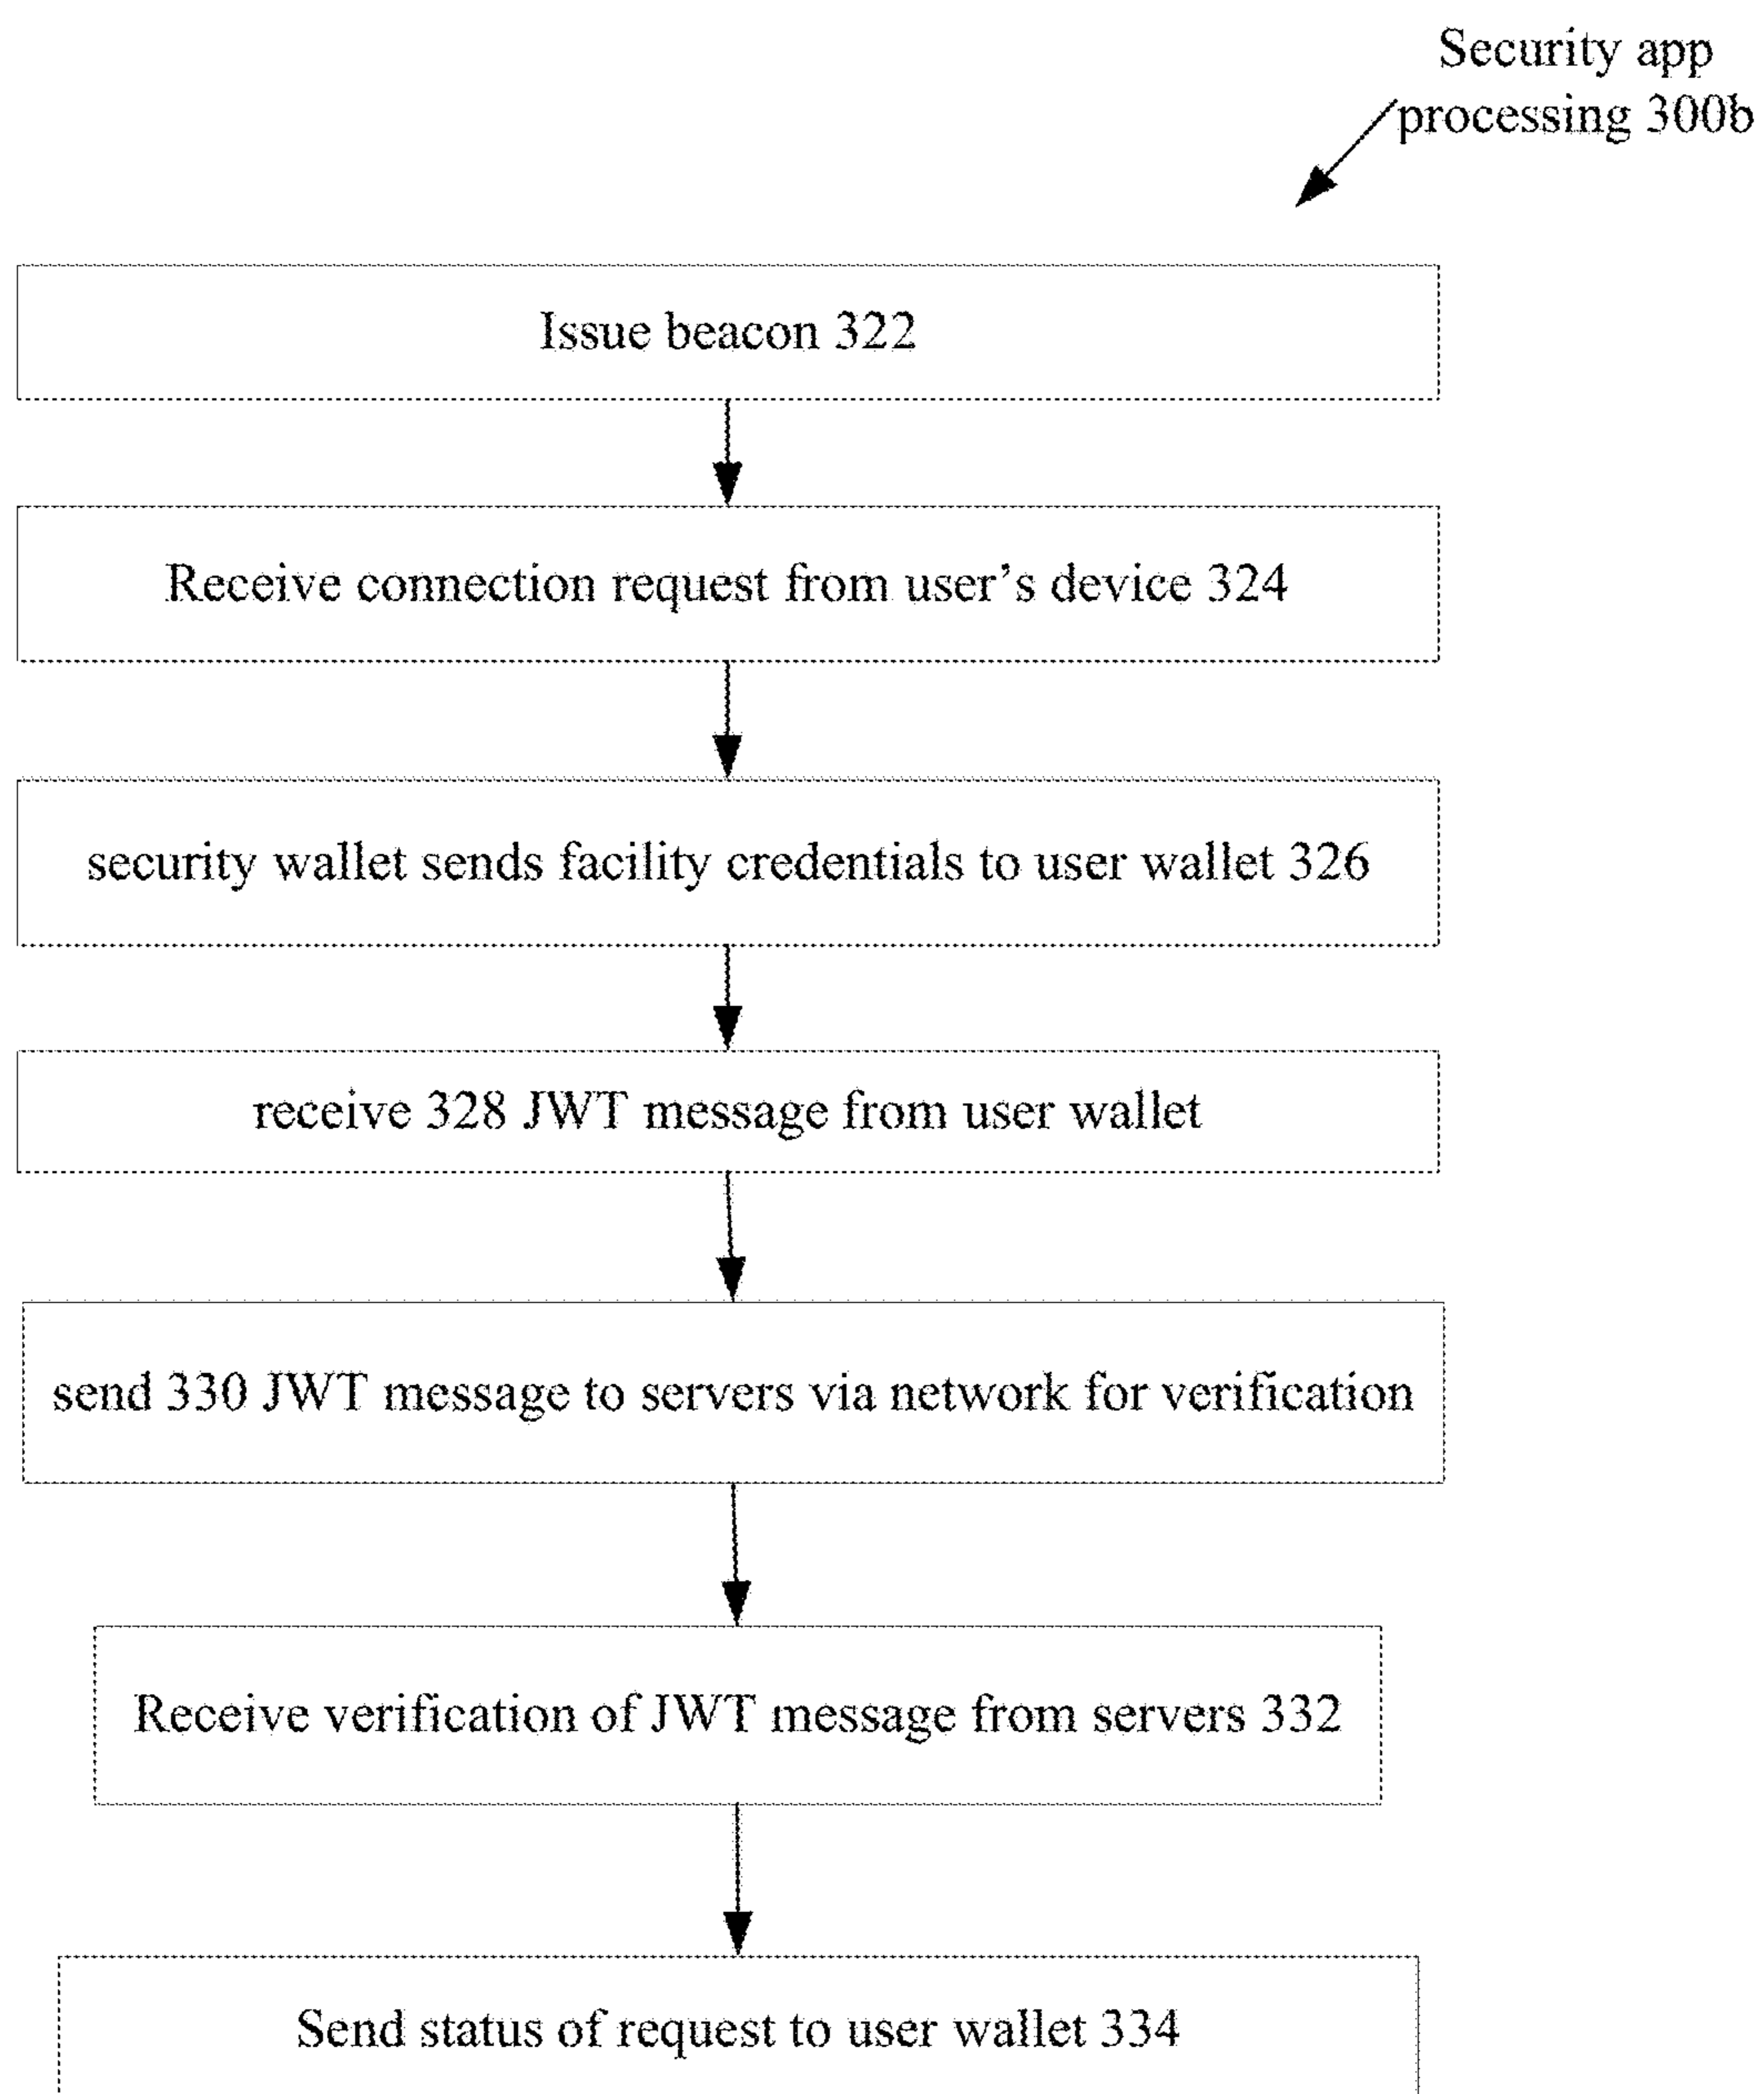 Security app
processing 300b
Issue beacon 322
Receive connection request from user’s device 324
security wallet sends facility credentials to user wallet 326
receive 328 JWT message from user wallet
send 330 JWT message to servers via network for verification
Receive verification of JWT message from servers 332
Send status of request to user wallet 334